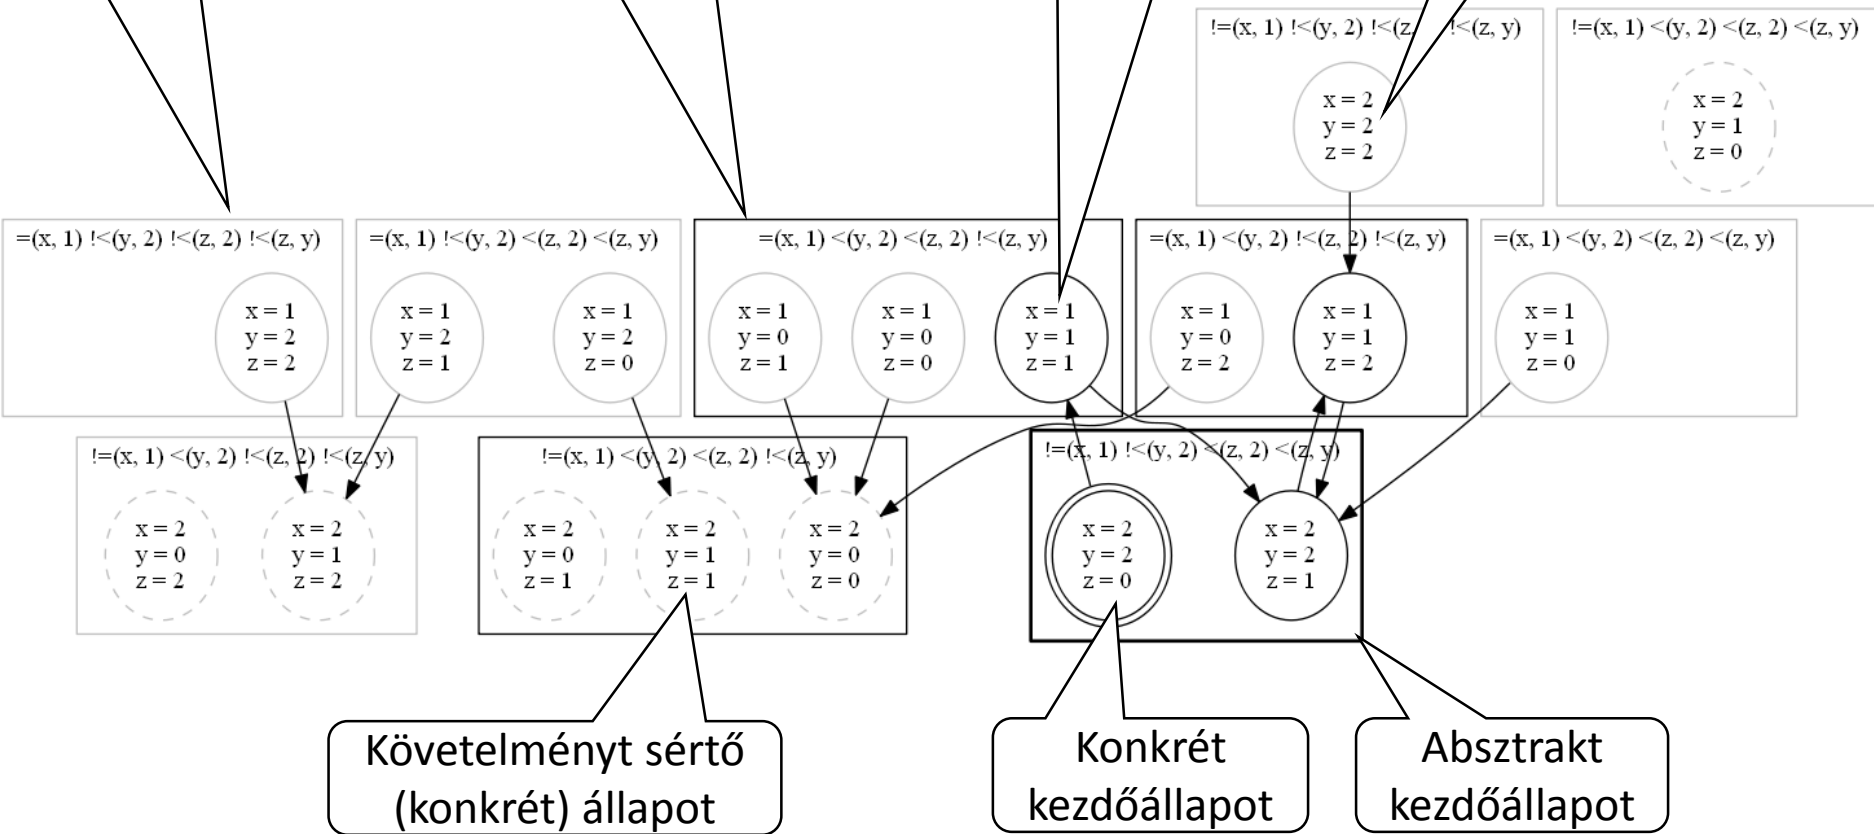 !=(x, 1) !<(y, 2) !<(z, !<(z, y)
!=(x, 1) <(y, 2) <(z, 2) <(z, y)
x = 2
y = 2
z = 2
x = 2
y = 1
z = 0
=(x, 1) !<(y, 2) !<(z, 2) !<(z, y)
=(x, 1) !<(y, 2) <(z, 2) <(z, y)
=(x, 1) <(y, 2) <(z, 2) !<(z, y)
=(x, 1) <(y, 2) !<(z, 2) !<(z, y)
=(x, 1) <(y, 2) <(z, 2) <(z, y)
x = 1
y = 2
z = 2
x = 1
y = 2
z = 1
x = 1
y = 2
z = 0
x = 1
y = 0
z = 1
x = 1
y = 0
z = 0
x = 1
y = 1
z = 1
x = 1
y = 0
z = 2
x = 1
y = 1
z = 2
x = 1
y = 1
z = 0
!=(x, 1) <(y, 2) !<(z, 2) !<(z, y)
!=(x, 1) <(y, 2) <(z, 2) !<(z, y)
!=(x, 1) !<(y, 2) <(z, 2) <(z, y)
x = 2
y = 0
z = 2
x = 2
y = 1
z = 2
x = 2
y = 0
z = 1
x = 2
y = 1
z = 1
x = 2
y = 0
z = 0
x = 2
y = 2
z = 0
x = 2
y = 2
z = 1
Követelményt sértő
(konkrét) állapot
Konkrét
kezdőállapot
Absztrakt
kezdőállapot